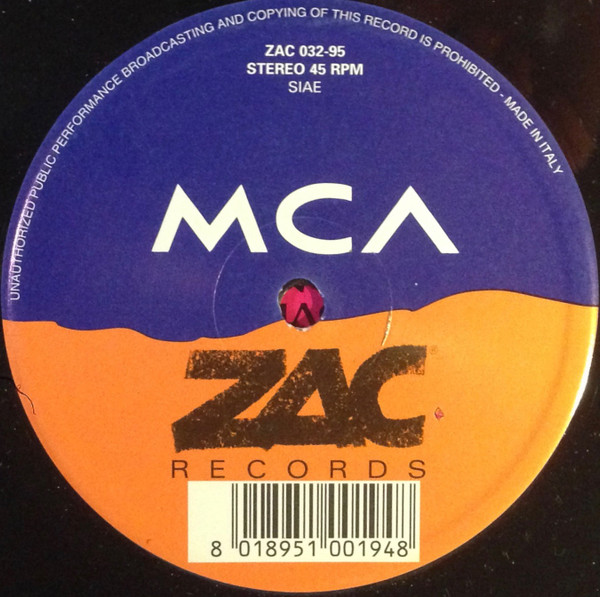 UNAUTHORIZED PUBLIC PERFORMANCE BROADCASTING AND COPYING OF THIS RECORD IS PROHIBITED - MADE IN ITALY
ZAC 032-95
STEREO 45 RPM
SIAE
MCΛ
ZAC
RECORDS
8 018951 001948